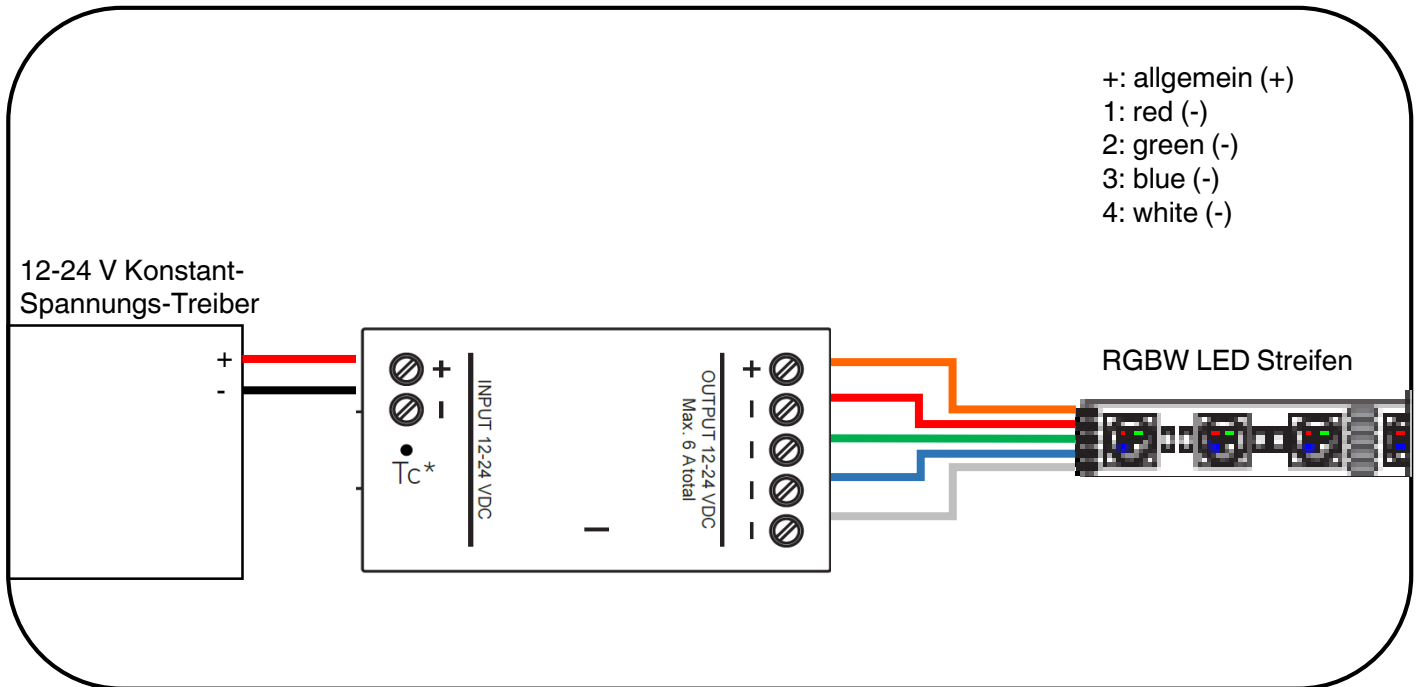 +: allgemein (+)
1: red (-)
2: green (-)
3: blue (-)
4: white (-)
12-24 V Konstant-
Spannungs-Treiber
+
-
+
-
Tc*
INPUT 12-24 VDC
OUTPUT 12-24 VDC
Max. 6 A total
+
-
-
-
-
RGBW LED Streifen